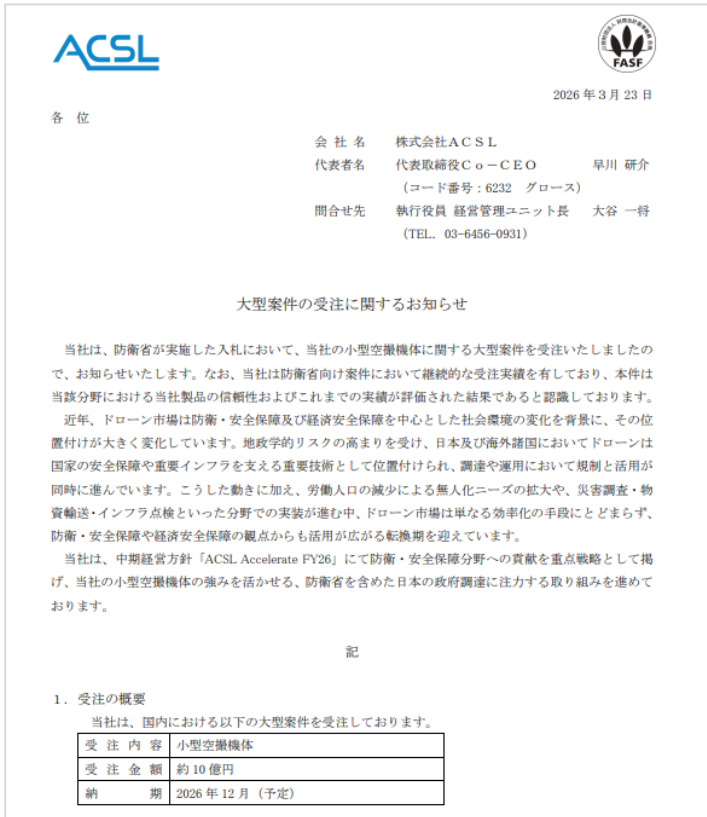 ACSL
FASF
2026年3月23日
各　位
会 社 名　株式会社ＡＣＳＬ
代表者名　代表取締役Ｃｏ－ＣＥＯ　早川 研介
（コード番号：6232　グロース）
問合せ先　執行役員 経営管理ユニット長　大谷 一将
（TEL. 03-6456-0931）
大型案件の受注に関するお知らせ
当社は、防衛省が実施した入札において、当社の小型空撮機体に関する大型案件を受注いたしましたの
で、お知らせいたします。なお、当社は防衛省向け案件において継続的な受注実績を有しており、本件は
当該分野における当社製品の信頼性およびこれまでの実績が評価された結果であると認識しております。
近年、ドローン市場は防衛・安全保障及び経済安全保障を中心とした社会環境の変化を背景に、その位
置付けが大きく変化しています。地政学的リスクの高まりを受け、日本及び海外諸国においてドローンは
国家の安全保障や重要インフラを支える重要技術として位置付けられ、調達や運用において規制と活用が
同時に進んでいます。こうした動きに加え、労働人口の減少による無人化ニーズの拡大や、災害調査・物
資輸送・インフラ点検といった分野での実装が進む中、ドローン市場は単なる効率化の手段にとどまらず、
防衛・安全保障や経済安全保障の観点からも活用が広がる転換期を迎えています。
当社は、中期経営方針「ACSL Accelerate FY26」にて防衛・安全保障分野への貢献を重点戦略として掲
げ、当社の小型空撮機体の強みを活かせる、防衛省を含めた日本の政府調達に注力する取り組みを進めて
おります。
記
１．受注の概要
当社は、国内における以下の大型案件を受注しております。
受 注 内 容　小型空撮機体
受 注 金 額　約10億円
納　　　期　2026年12月（予定）